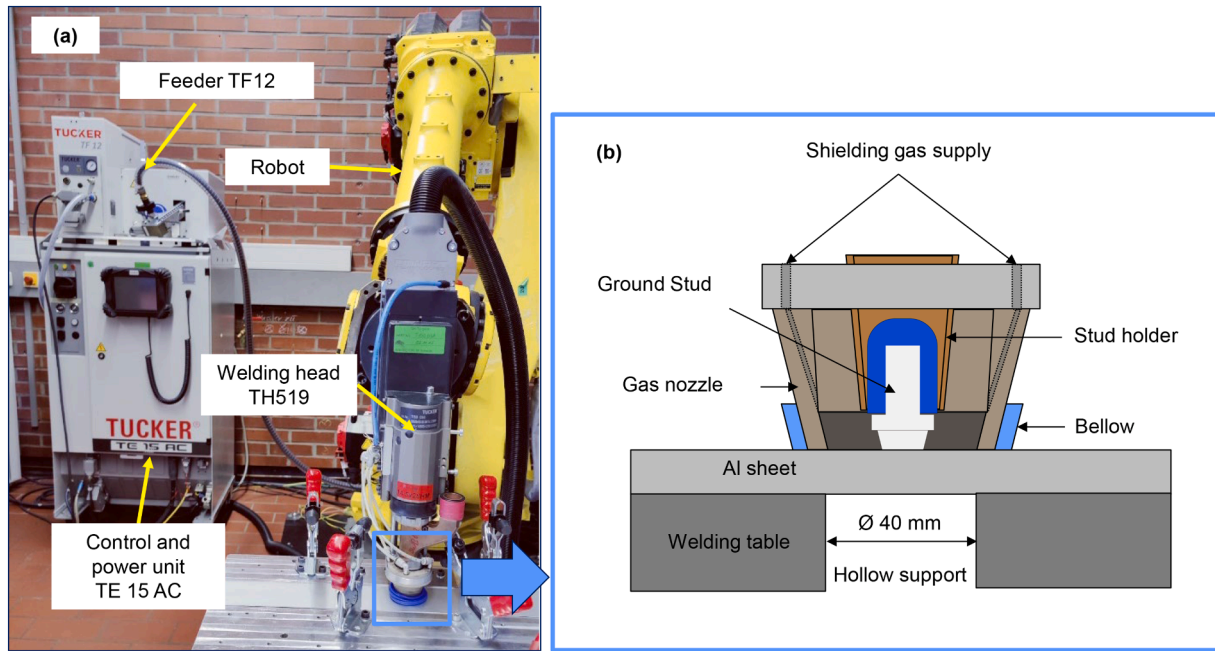 (a)
Feeder TF12
TUCKER
TF 12
Robot
Welding head
TH519
TUCKER
TUCKER®
TE 15 AC
Control and
power unit
TE 15 AC
(b)
Shielding gas supply
Ground Stud
Stud holder
Gas nozzle
Bellow
Al sheet
Ø 40 mm
Welding table
Hollow support